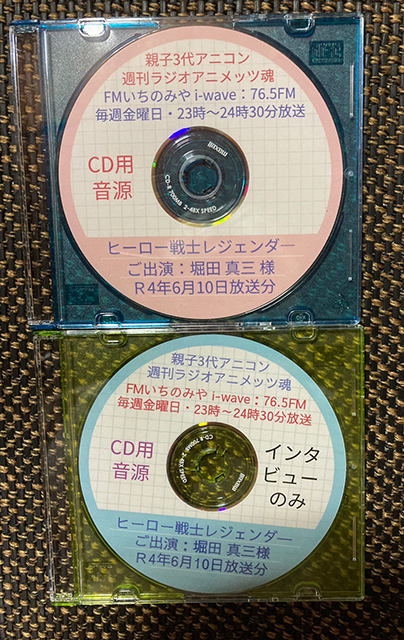 親子3代アニコン
週刊ラジオアニメッツ魂
FMいちのみや i-wave：76.5FM
毎週金曜日・23時～24時30分放送
maxell
CD用
音源
CD-R 700MB 2-48X SPEED
ヒーロー戦士レジェンダー
ご出演：堀田 真三 様
R4年6月10日放送分
親子3代アニコン
週刊ラジオアニメッツ魂
FMいちのみや i-wave：76.5FM
毎週金曜日・23時～24時30分放送
CD用
音源
インタ
ビュー
のみ
maxell
ヒーロー戦士レジェンダー
ご出演：堀田 真三様
R4年6月10日放送分